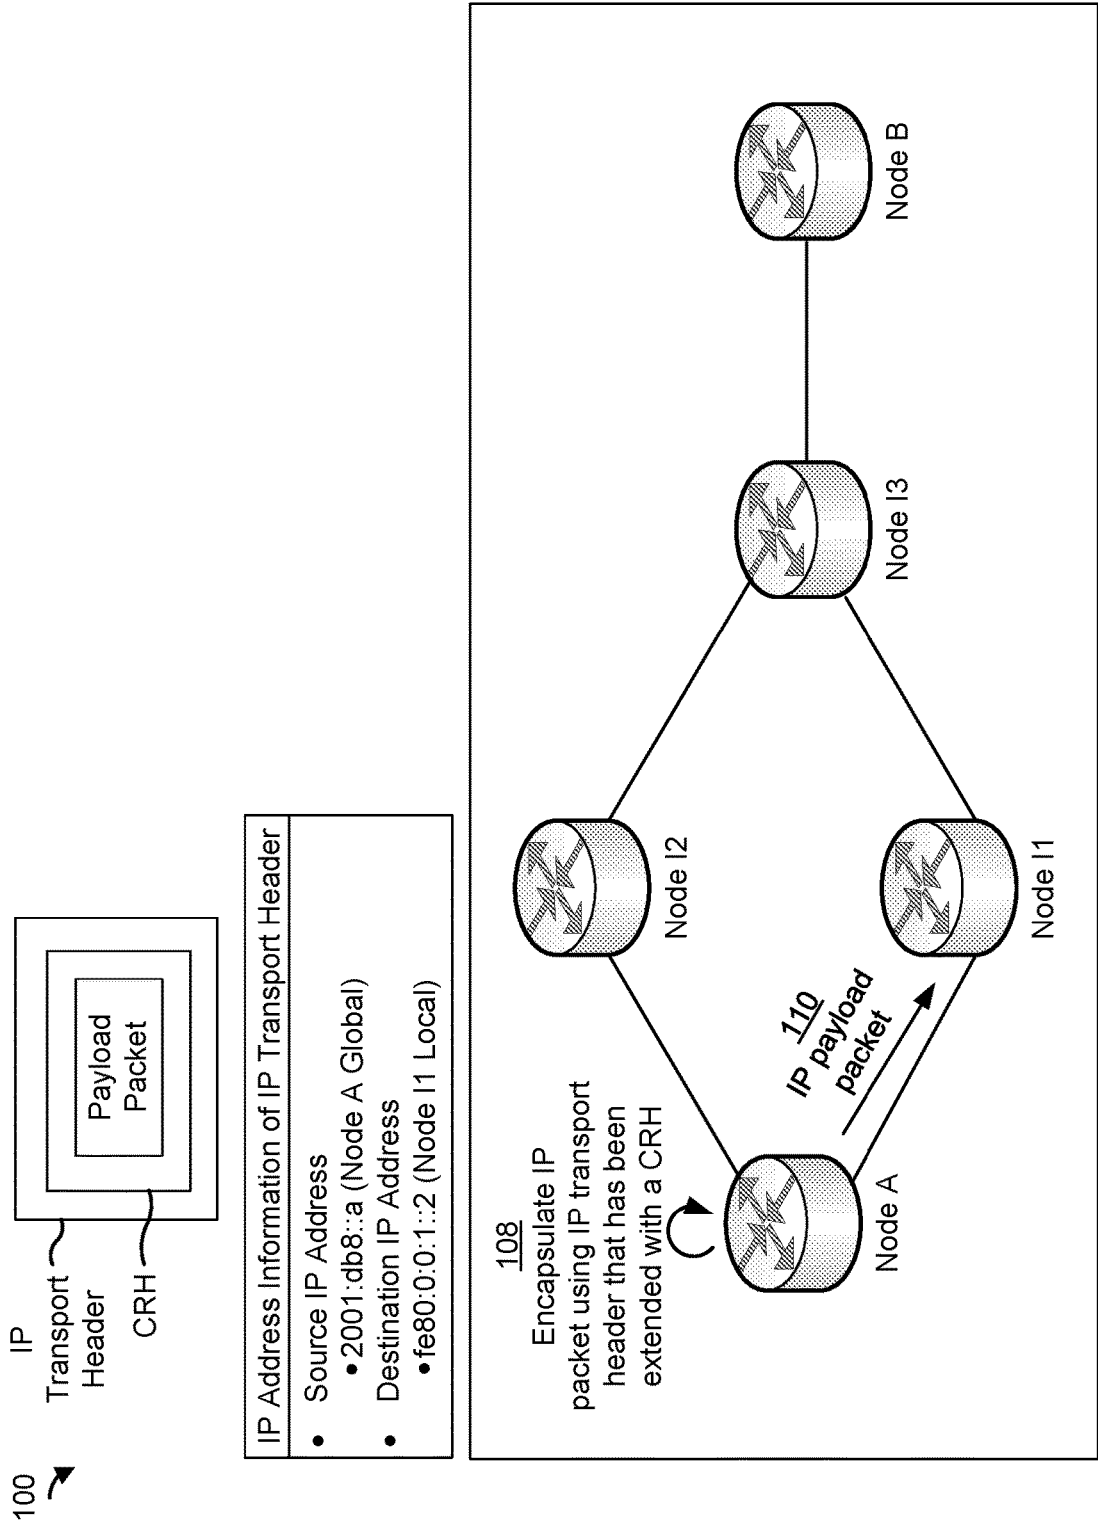 100
IP
Transport
Header
CRH
Payload
Packet
IP Address Information of IP Transport Header
• Source IP Address
•2001:db8::a (Node A Global)
• Destination IP Address
•fe80:0:0:1::2 (Node I1 Local)
108
Encapsulate IP
packet using IP transport
header that has been
extended with a CRH
Node A
110
IP payload
packet
Node I2
Node I1
Node I3
Node B